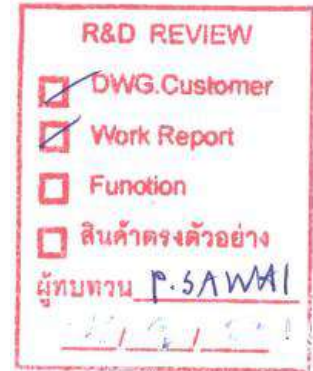 R&D REVIEW
DWG.Customer
Work Report
Function
สินค้าตรงตัวอย่าง
ผู้ทบทวน P.SAWAI
/ /